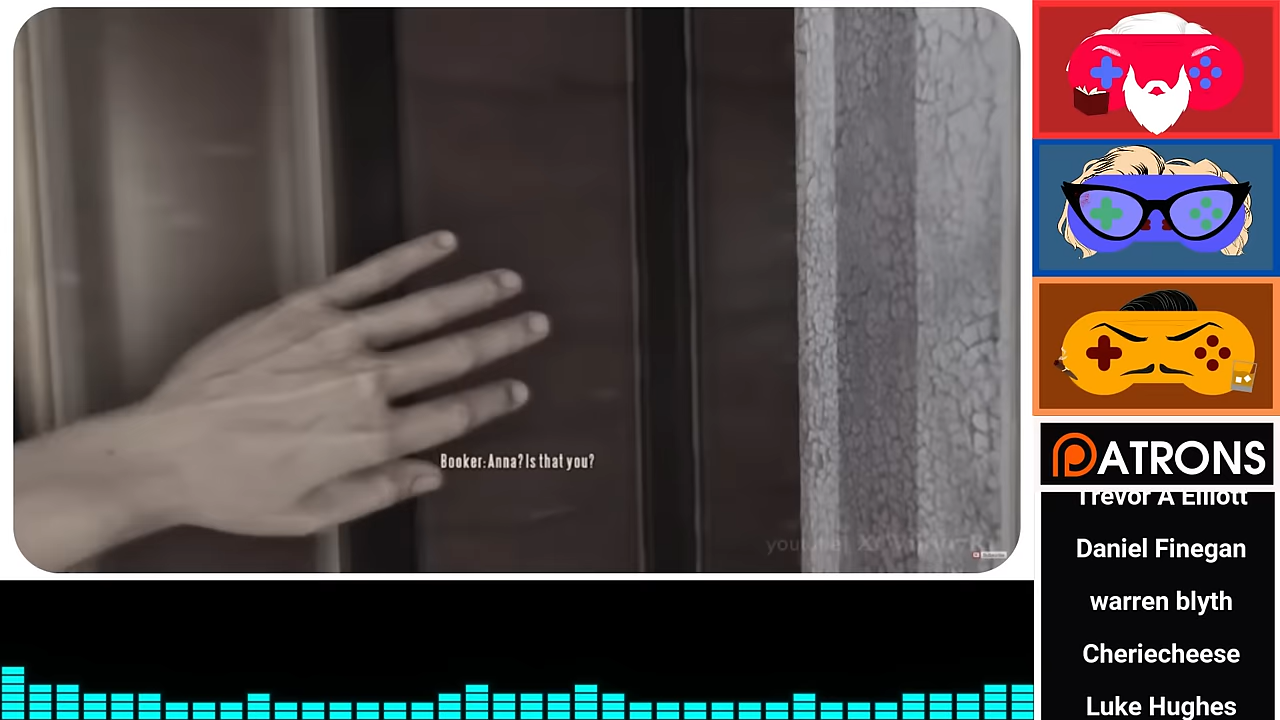 Booker: Anna? Is that you?
PATRONS
Trevor A Elliott
Daniel Finegan
warren blyth
Cheriecheese
Luke Hughes